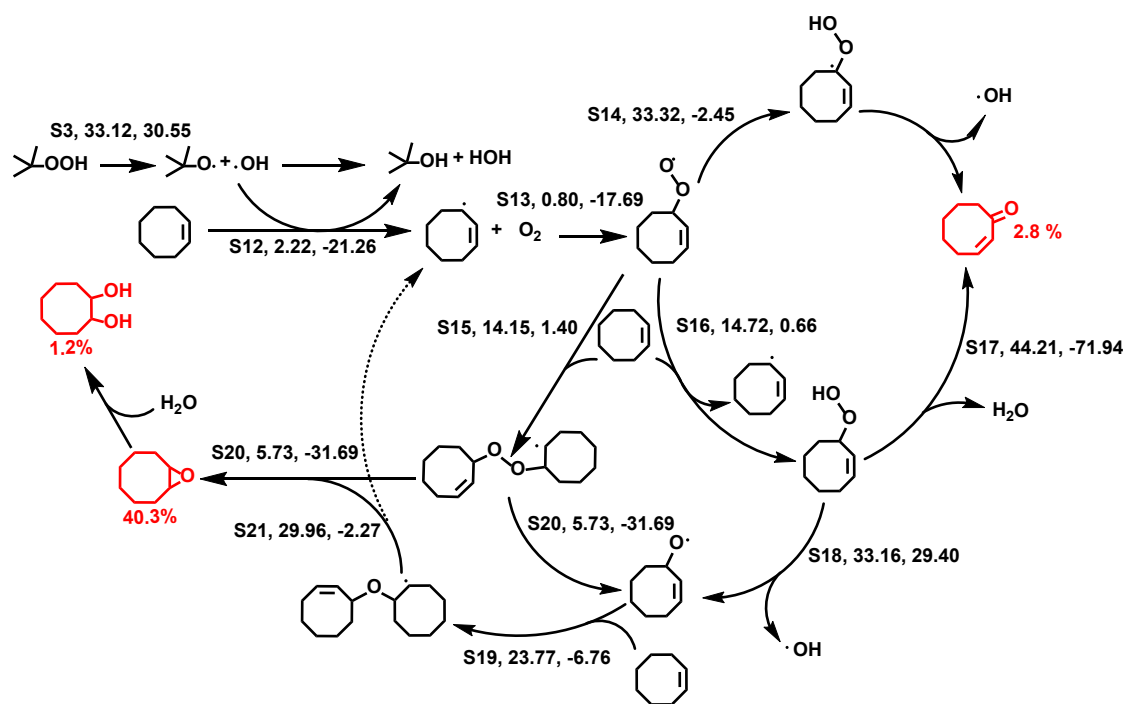 HO
O
S14, 33.32, -2.45
·OH
S3, 33.12, 30.55
OOH
O· + ·OH
OH + HOH
O·
O
S13, 0.80, -17.69
+ O₂
O
2.8 %
S12, 2.22, -21.26
OH
OH
1.2%
S15, 14.15, 1.40
S16, 14.72, 0.66
S17, 44.21, -71.94
HO
O
H₂O
H₂O
S20, 5.73, -31.69
O
O
O
40.3%
S21, 29.96, -2.27
S20, 5.73, -31.69
O·
S18, 33.16, 29.40
O
S19, 23.77, -6.76
·OH